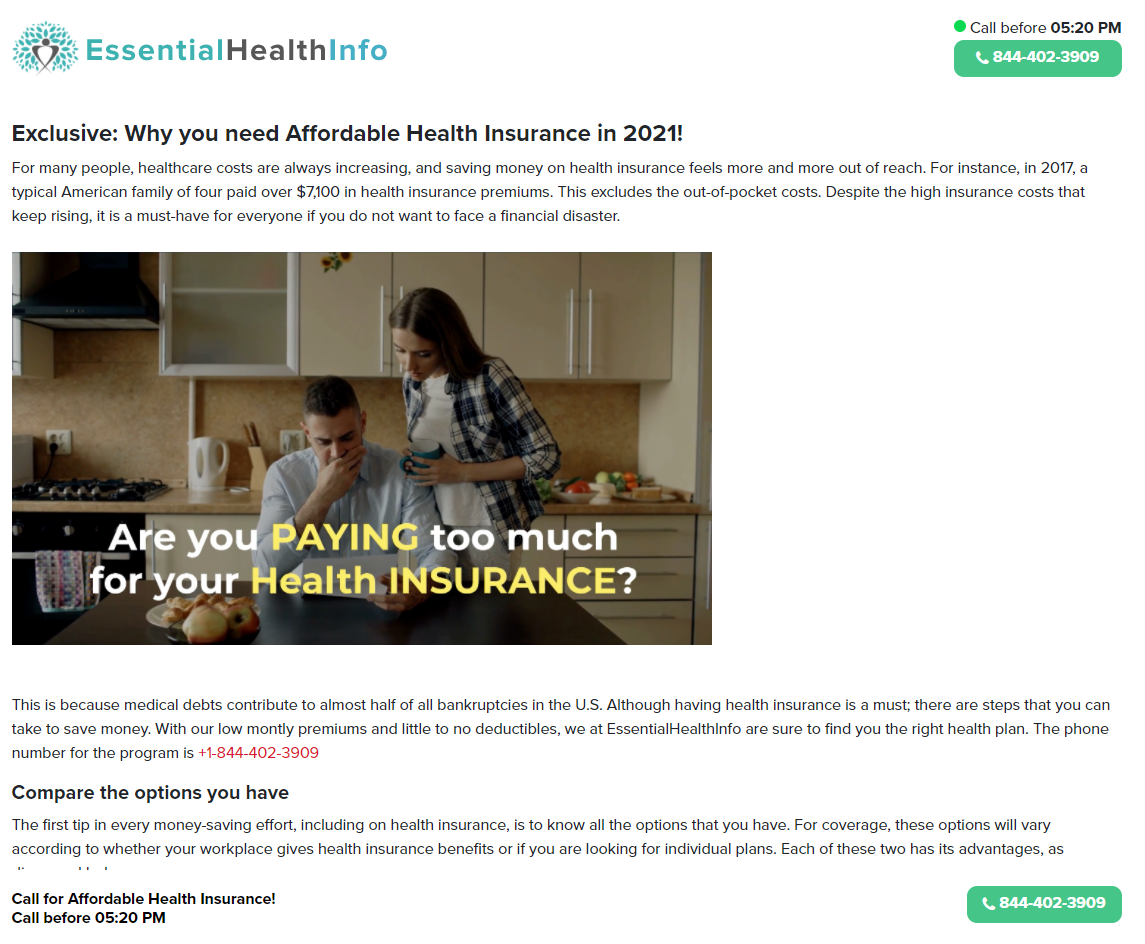 EssentialHealthInfo
Call before 05:20 PM
844-402-3909
Exclusive: Why you need Affordable Health Insurance in 2021!
For many people, healthcare costs are always increasing, and saving money on health insurance feels more and more out of reach. For instance, in 2017, a
typical American family of four paid over $7,100 in health insurance premiums. This excludes the out-of-pocket costs. Despite the high insurance costs that
keep rising, it is a must-have for everyone if you do not want to face a financial disaster.
Are you PAYING too much
for your Health INSURANCE?
This is because medical debts contribute to almost half of all bankruptcies in the U.S. Although having health insurance is a must; there are steps that you can
take to save money. With our low montly premiums and little to no deductibles, we at EssentialHealthInfo are sure to find you the right health plan. The phone
number for the program is +1-844-402-3909
Compare the options you have
The first tip in every money-saving effort, including on health insurance, is to know all the options that you have. For coverage, these options will vary
according to whether your workplace gives health insurance benefits or if you are looking for individual plans. Each of these two has its advantages, as
Call for Affordable Health Insurance!
Call before 05:20 PM
844-402-3909